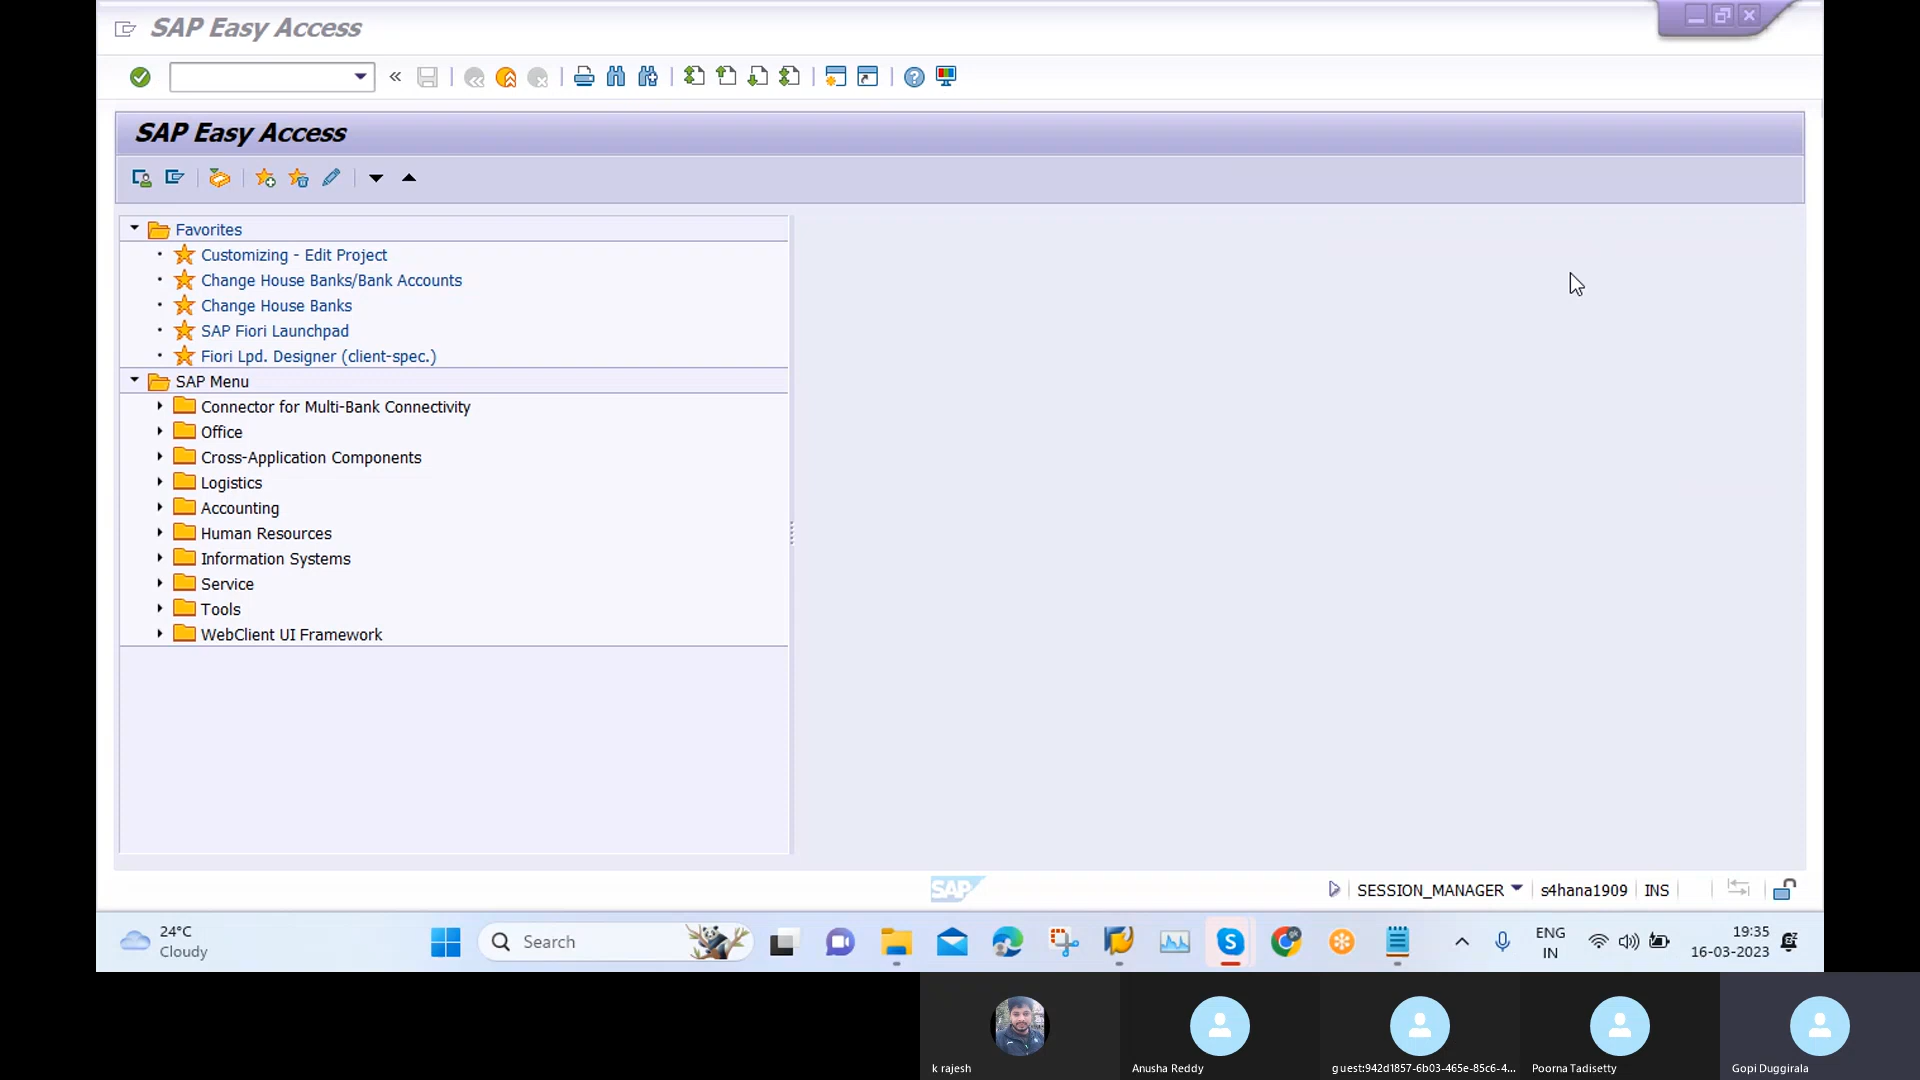 SAP Easy Access
SAP Easy Access
Favorites
Customizing - Edit Project
Change House Banks/Bank Accounts
Change House Banks
SAP Fiori Launchpad
Fiori Lpd. Designer (client-spec.)
SAP Menu
Connector for Multi-Bank Connectivity
Office
Cross-Application Components
Logistics
Accounting
Human Resources
Information Systems
Service
Tools
WebClient UI Framework
SAP
SESSION_MANAGER s4hana1909 INS
24°C
Cloudy
Search
ENG
IN
19:35
16-03-2023
k rajesh
Anusha Reddy
guest:942d1857-6b03-465e-85c6-4...
Poorna Tadisetty
Gopi Duggirala